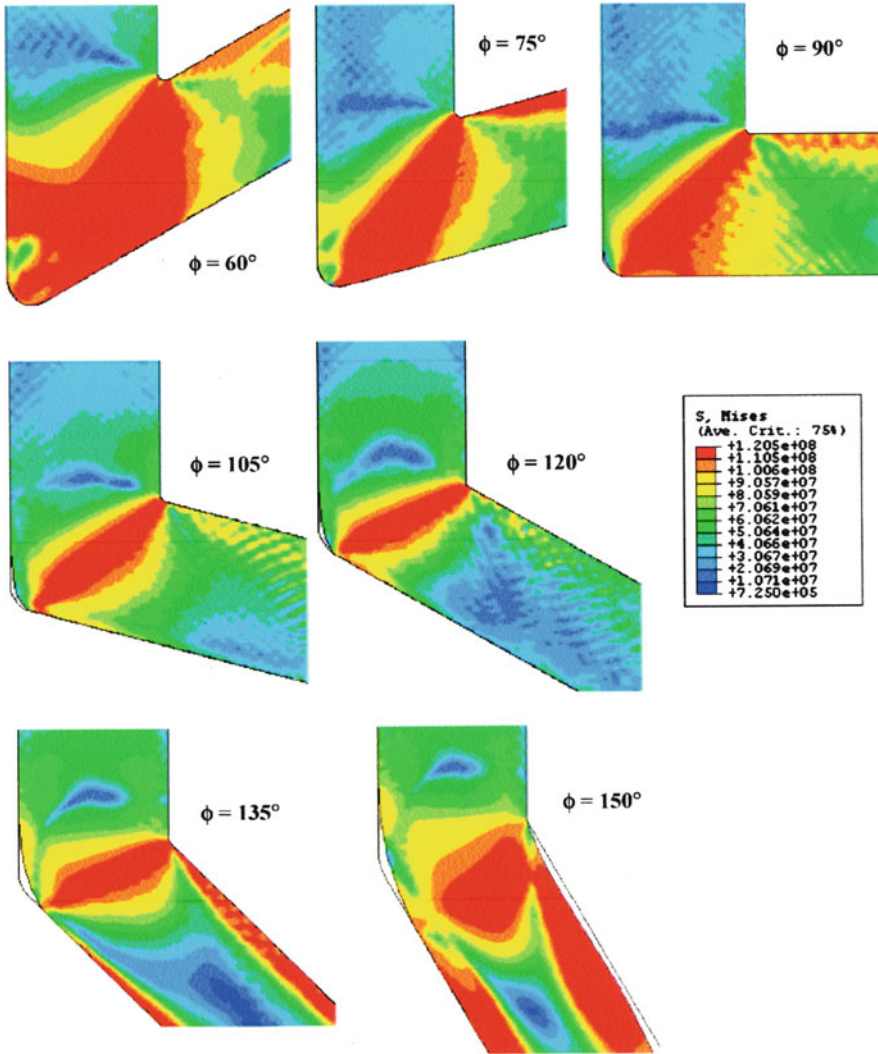 ϕ = 60°
ϕ = 75°
ϕ = 90°
ϕ = 105°
ϕ = 120°
S, Mises
(Ave. Crit.: 75%)
+1.205e+08
+1.105e+08
+1.006e+08
+9.057e+07
+8.059e+07
+7.061e+07
+6.062e+07
+5.064e+07
+4.066e+07
+3.067e+07
+2.069e+07
+1.071e+07
+7.250e+05
ϕ = 135°
ϕ = 150°